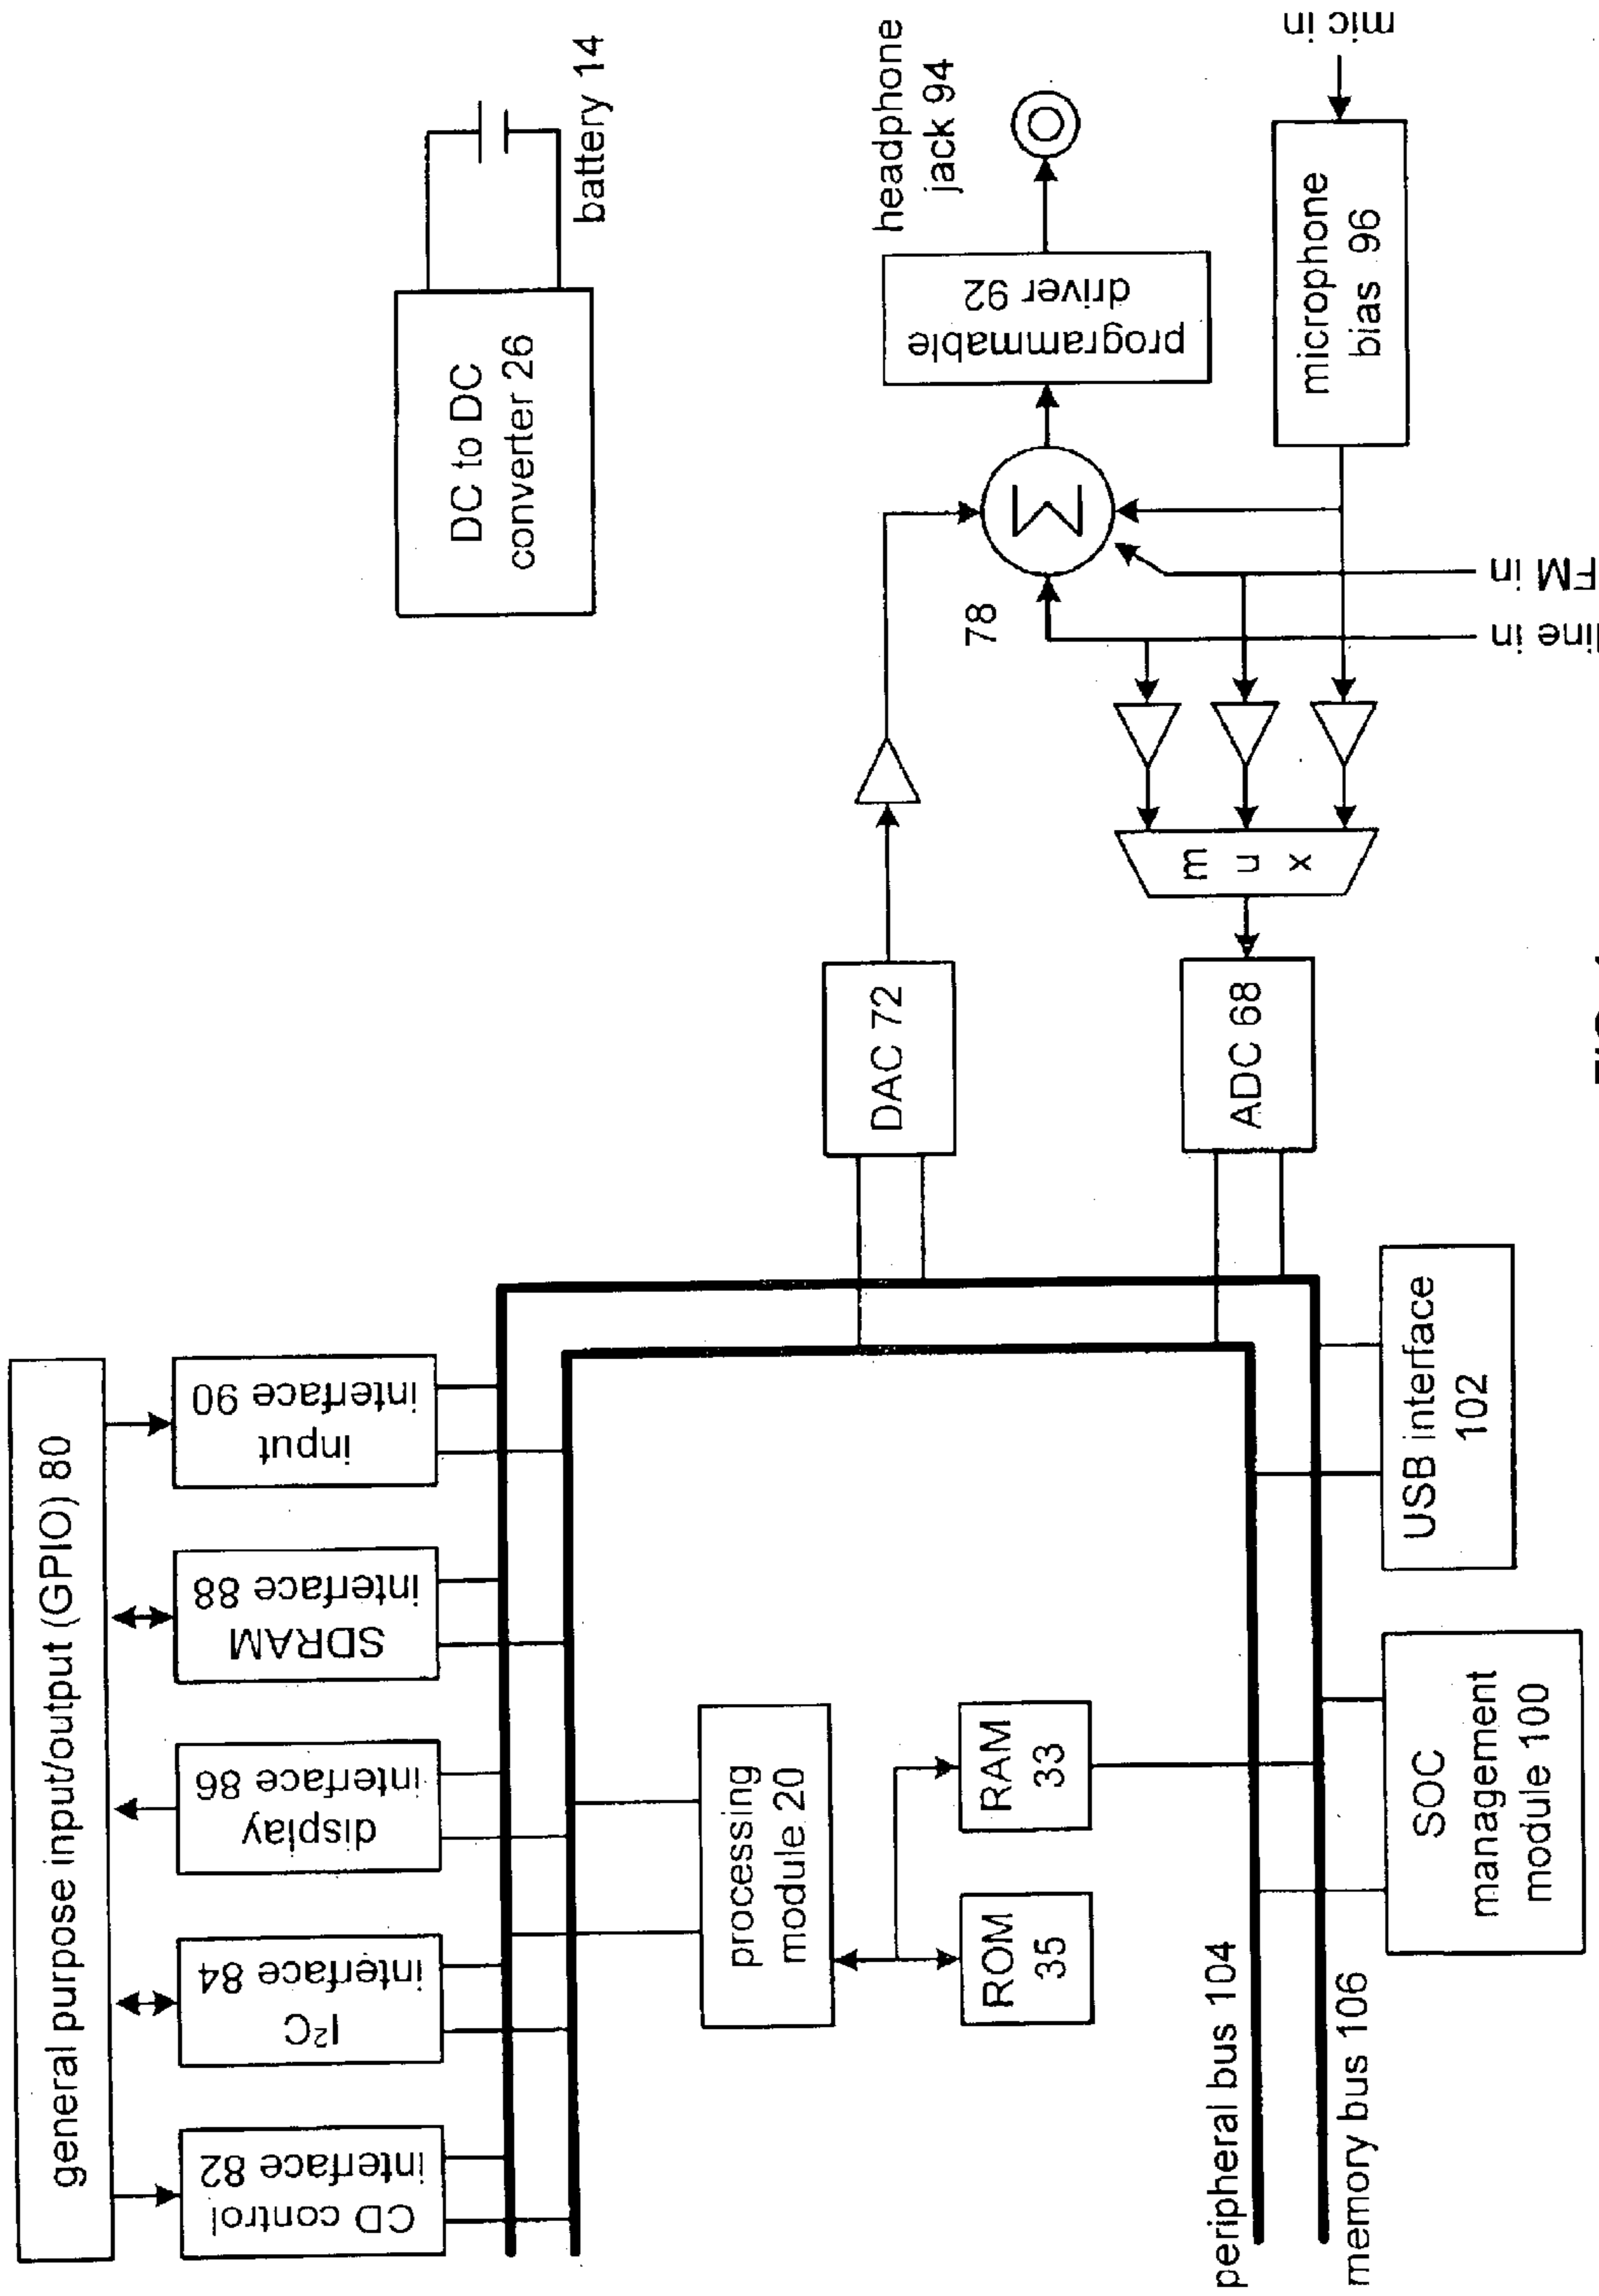 general purpose input/output (GPIO) 80
CD control
interface 82
I²C
interface 84
display
interface 86
SDRAM
interface 88
input
interface 90
DC to DC
converter 26
battery 14
processing
module 20
ROM
35
RAM
33
DAC 72
78
Σ
programmable
driver 92
headphone
jack 94
ADC 68
m
u
x
microphone
bias 96
mic in
FM in
line in
peripheral bus 104
memory bus 106
SOC
management
module 100
USB interface
102